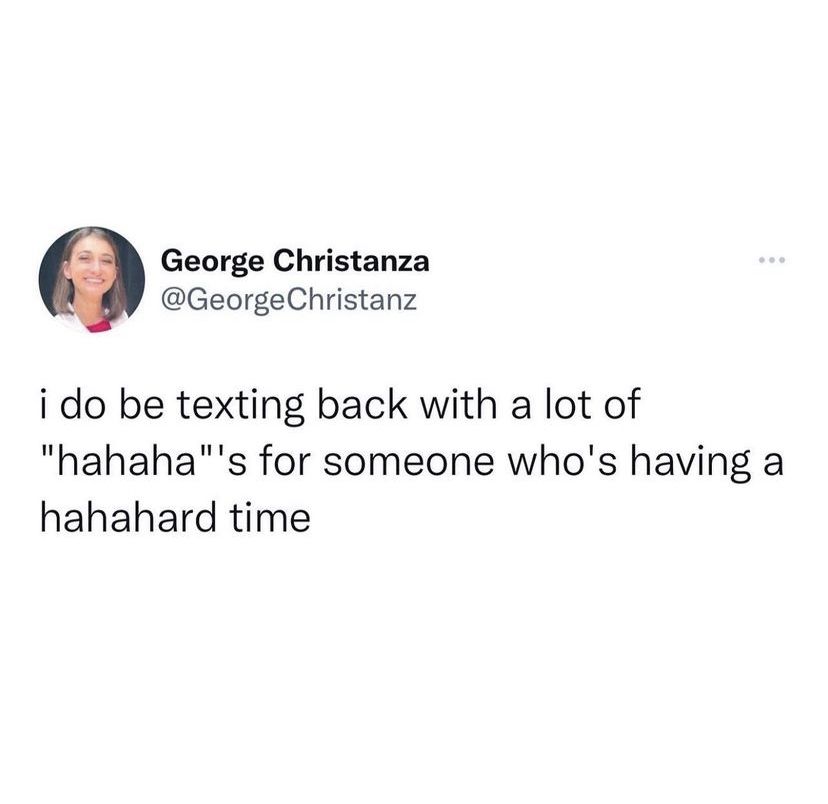 George Christanza
@GeorgeChristanz
i do be texting back with a lot of
"hahaha"'s for someone who's having a
hahahard time